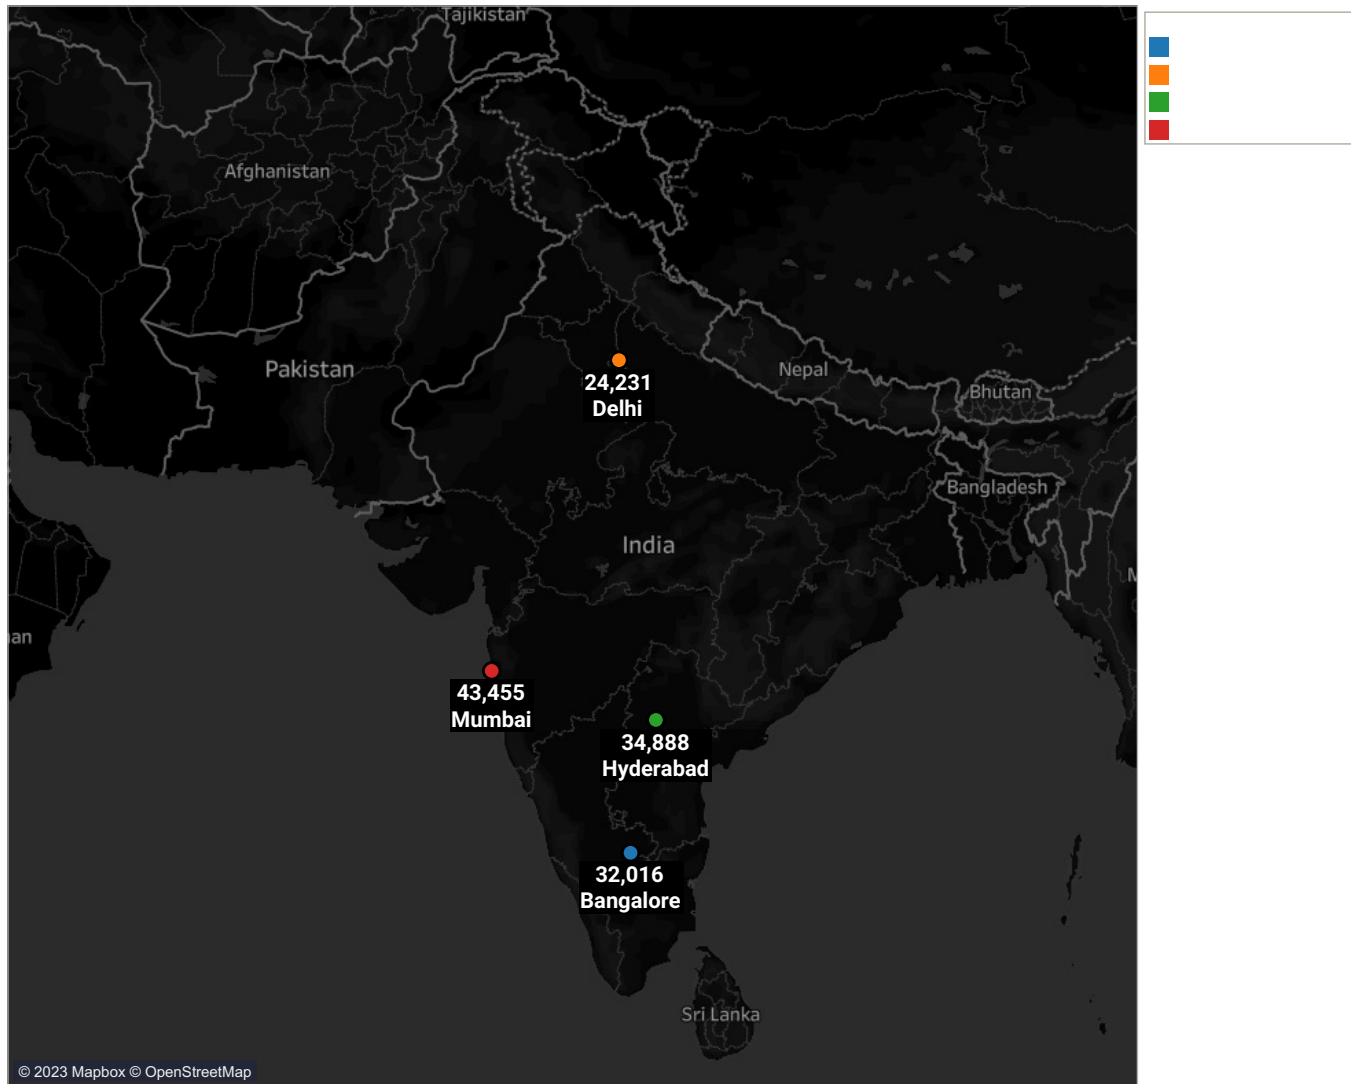 Tajikistan
Afghanistan
Pakistan
24,231
Delhi
Nepal
Bhutan
Bangladesh
India
an
43,455
Mumbai
34,888
Hyderabad
32,016
Bangalore
Sri Lanka
© 2023 Mapbox © OpenStreetMap